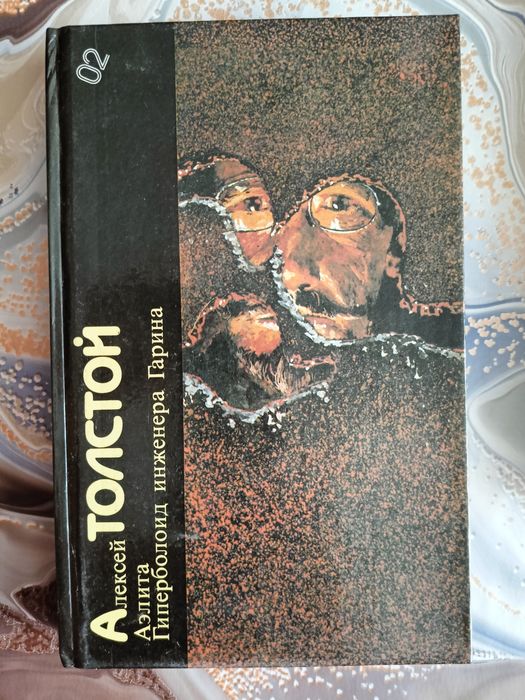 Алексей ТОЛСТОЙ
Аэлита
Гиперболоид инженера Гарина
02